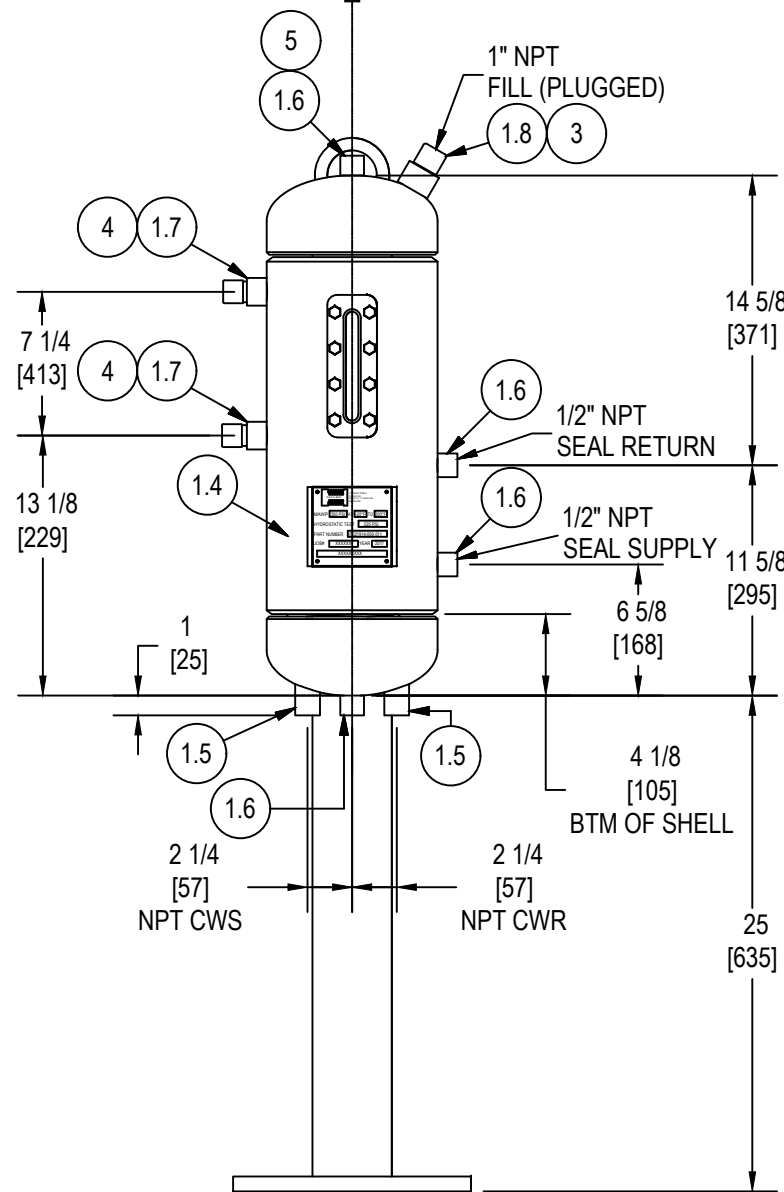 5
1.6
1" NPT
FILL (PLUGGED)
1.8 3
4 1.7
14 5/8
[371]
7 1/4
[413]
4 1.7
1.6
1/2" NPT
SEAL RETURN
13 1/8
[229]
1.4
1.6
1/2" NPT
SEAL SUPPLY
MAWP
HYDROSTATIC TEST
PART NUMBER
JOB# XXXXXX YEAR
11 5/8
[295]
6 5/8
[168]
1
[25]
1.5
1.5
1.6
4 1/8
[105]
BTM OF SHELL
2 1/4
[57]
NPT CWS
2 1/4
[57]
NPT CWR
25
[635]